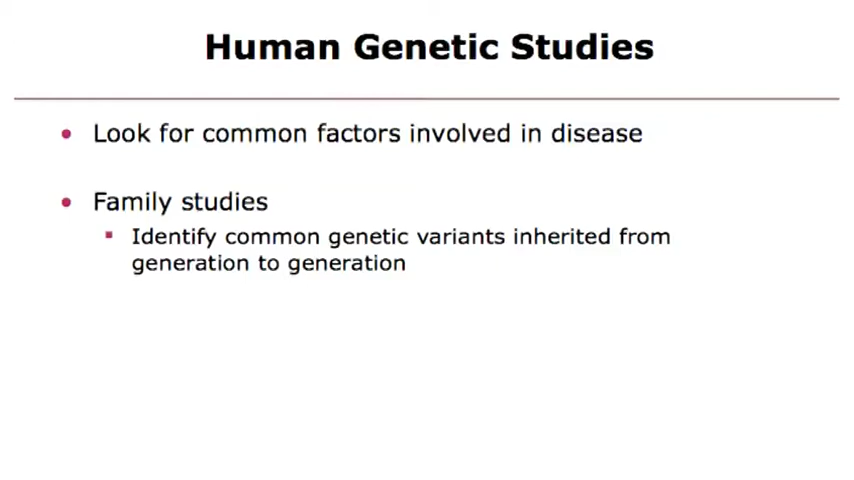 Human Genetic Studies
Look for common factors involved in disease
Family studies
Identify common genetic variants inherited from
generation to generation